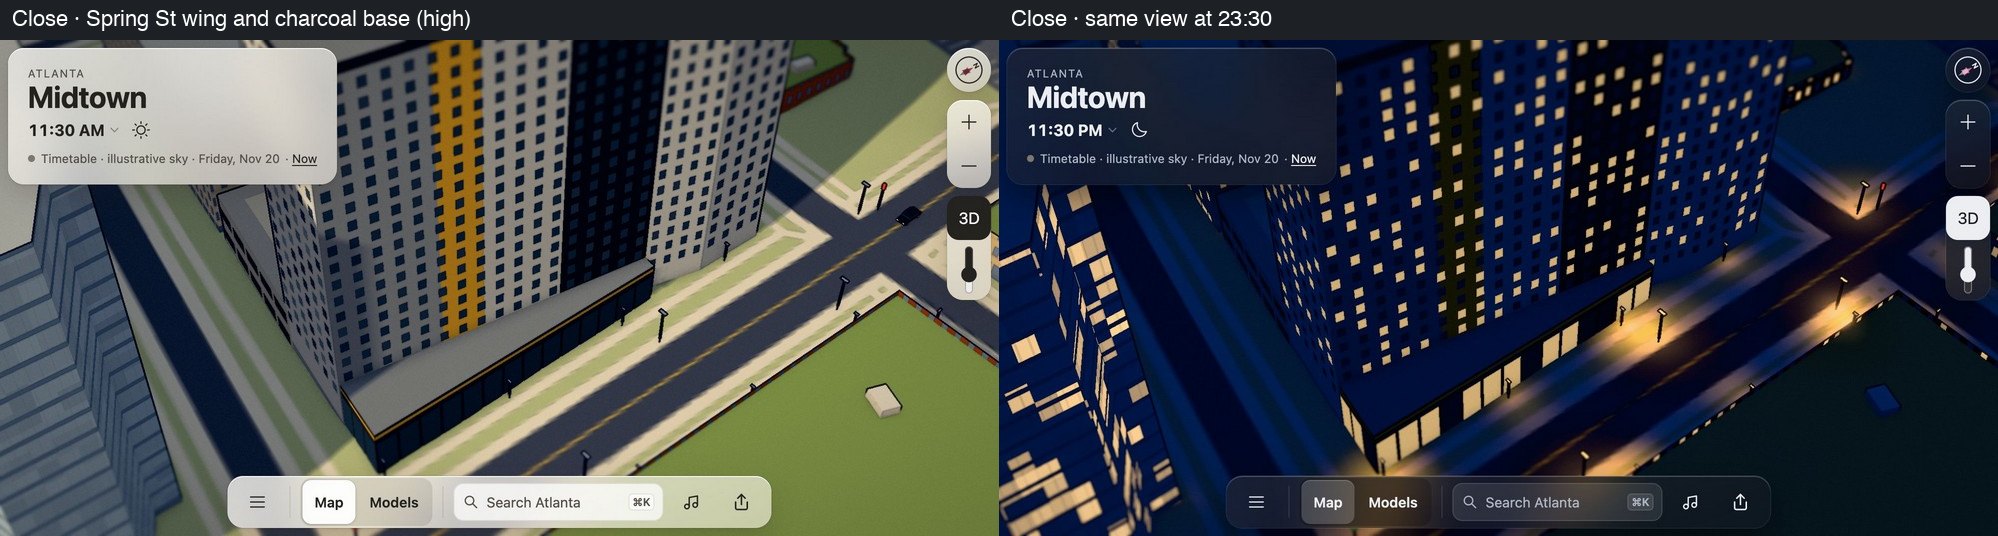 Close · Spring St wing and charcoal base (high)
ATLANTA
Midtown
11:30 AM
Timetable · illustrative sky · Friday, Nov 20 · Now
N
+
−
3D
Map
Models
Search Atlanta
⌘K
Close · same view at 23:30
ATLANTA
Midtown
11:30 PM
Timetable · illustrative sky · Friday, Nov 20 · Now
N
+
−
3D
Map
Models
Search Atlanta
⌘K